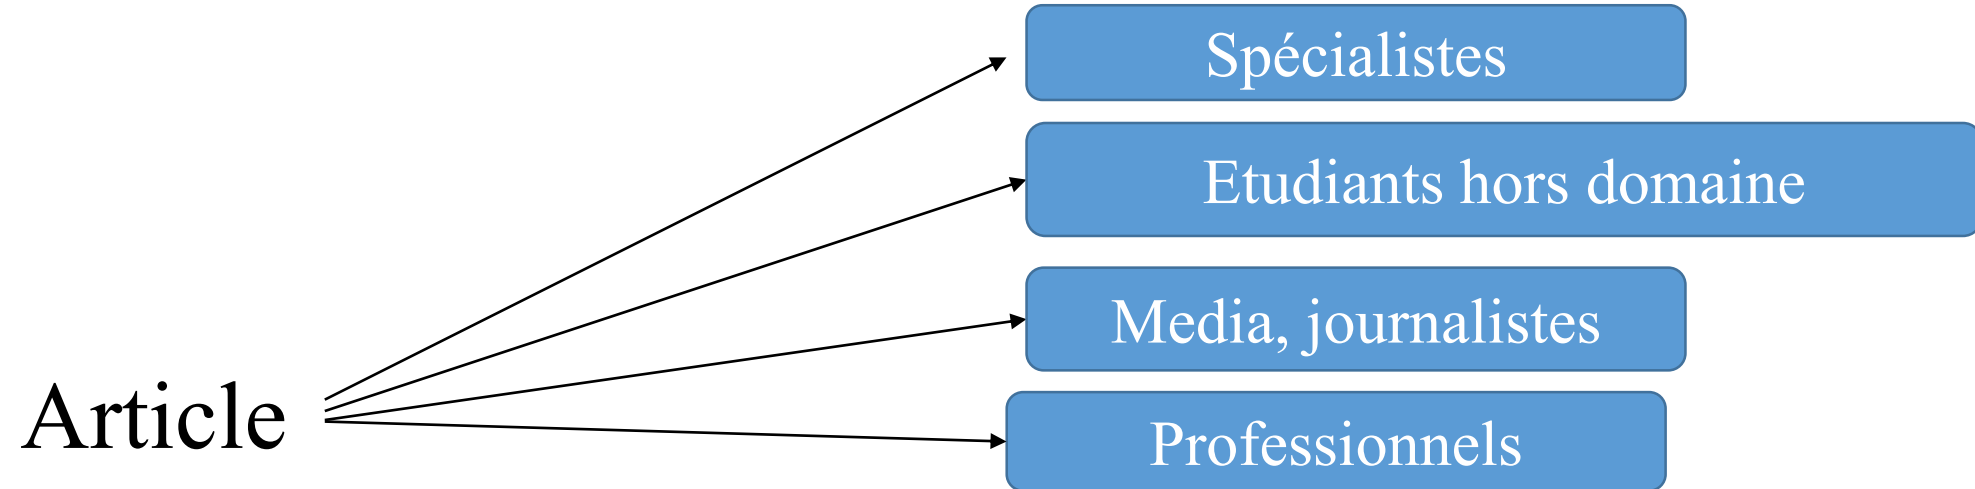 Spécialistes
Etudiants hors domaine
Media, journalistes
Article
Professionnels